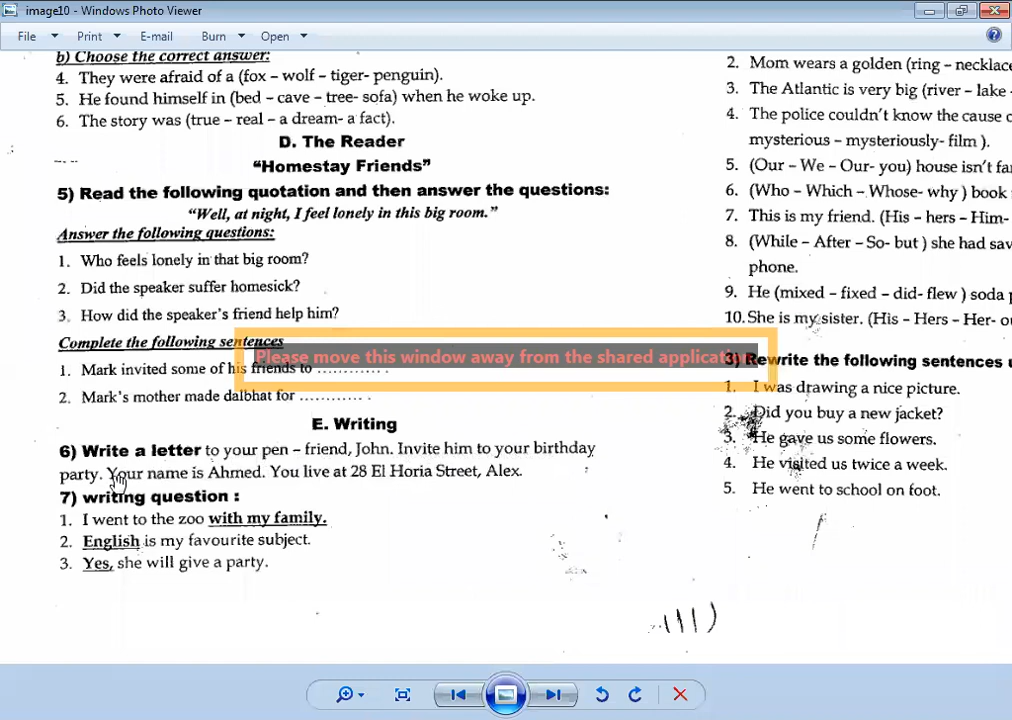 image10 - Windows Photo Viewer
File Print E-mail Burn Open
b) Choose the correct answer:
4. They were afraid of a (fox – wolf – tiger- penguin).
5. He found himself in (bed – cave – tree- sofa) when he woke up.
6. The story was (true – real – a dream- a fact).
D. The Reader
“Homestay Friends”
5) Read the following quotation and then answer the questions:
“Well, at night, I feel lonely in this big room.”
Answer the following questions:
1. Who feels lonely in that big room?
2. Did the speaker suffer homesick?
3. How did the speaker's friend help him?
Complete the following sentences
1. Mark invited some of his friends to ............ .
2. Mark's mother made dalbhat for ............ .
E. Writing
6) Write a letter to your pen – friend, John. Invite him to your birthday
party. Your name is Ahmed. You live at 28 El Horia Street, Alex.
7) writing question :
1. I went to the zoo with my family.
2. English is my favourite subject.
3. Yes, she will give a party.
Please move this window away from the shared applicat
2. Mom wears a golden (ring – necklace
3. The Atlantic is very big (river – lake -
4. The police couldn't know the cause o
mysterious – mysteriously- film ).
5. (Our – We – Our- you) house isn't fa
6. (Who – Which – Whose- why ) book
7. This is my friend. (His – hers – Him-
8. (While – After – So- but ) she had sav
phone.
9. He (mixed – fixed – did- flew ) soda
10. She is my sister. (His – Hers – Her- o
3) Rewrite the following sentences u
1. I was drawing a nice picture.
2. Did you buy a new jacket?
3. He gave us some flowers.
4. He visited us twice a week.
5. He went to school on foot.